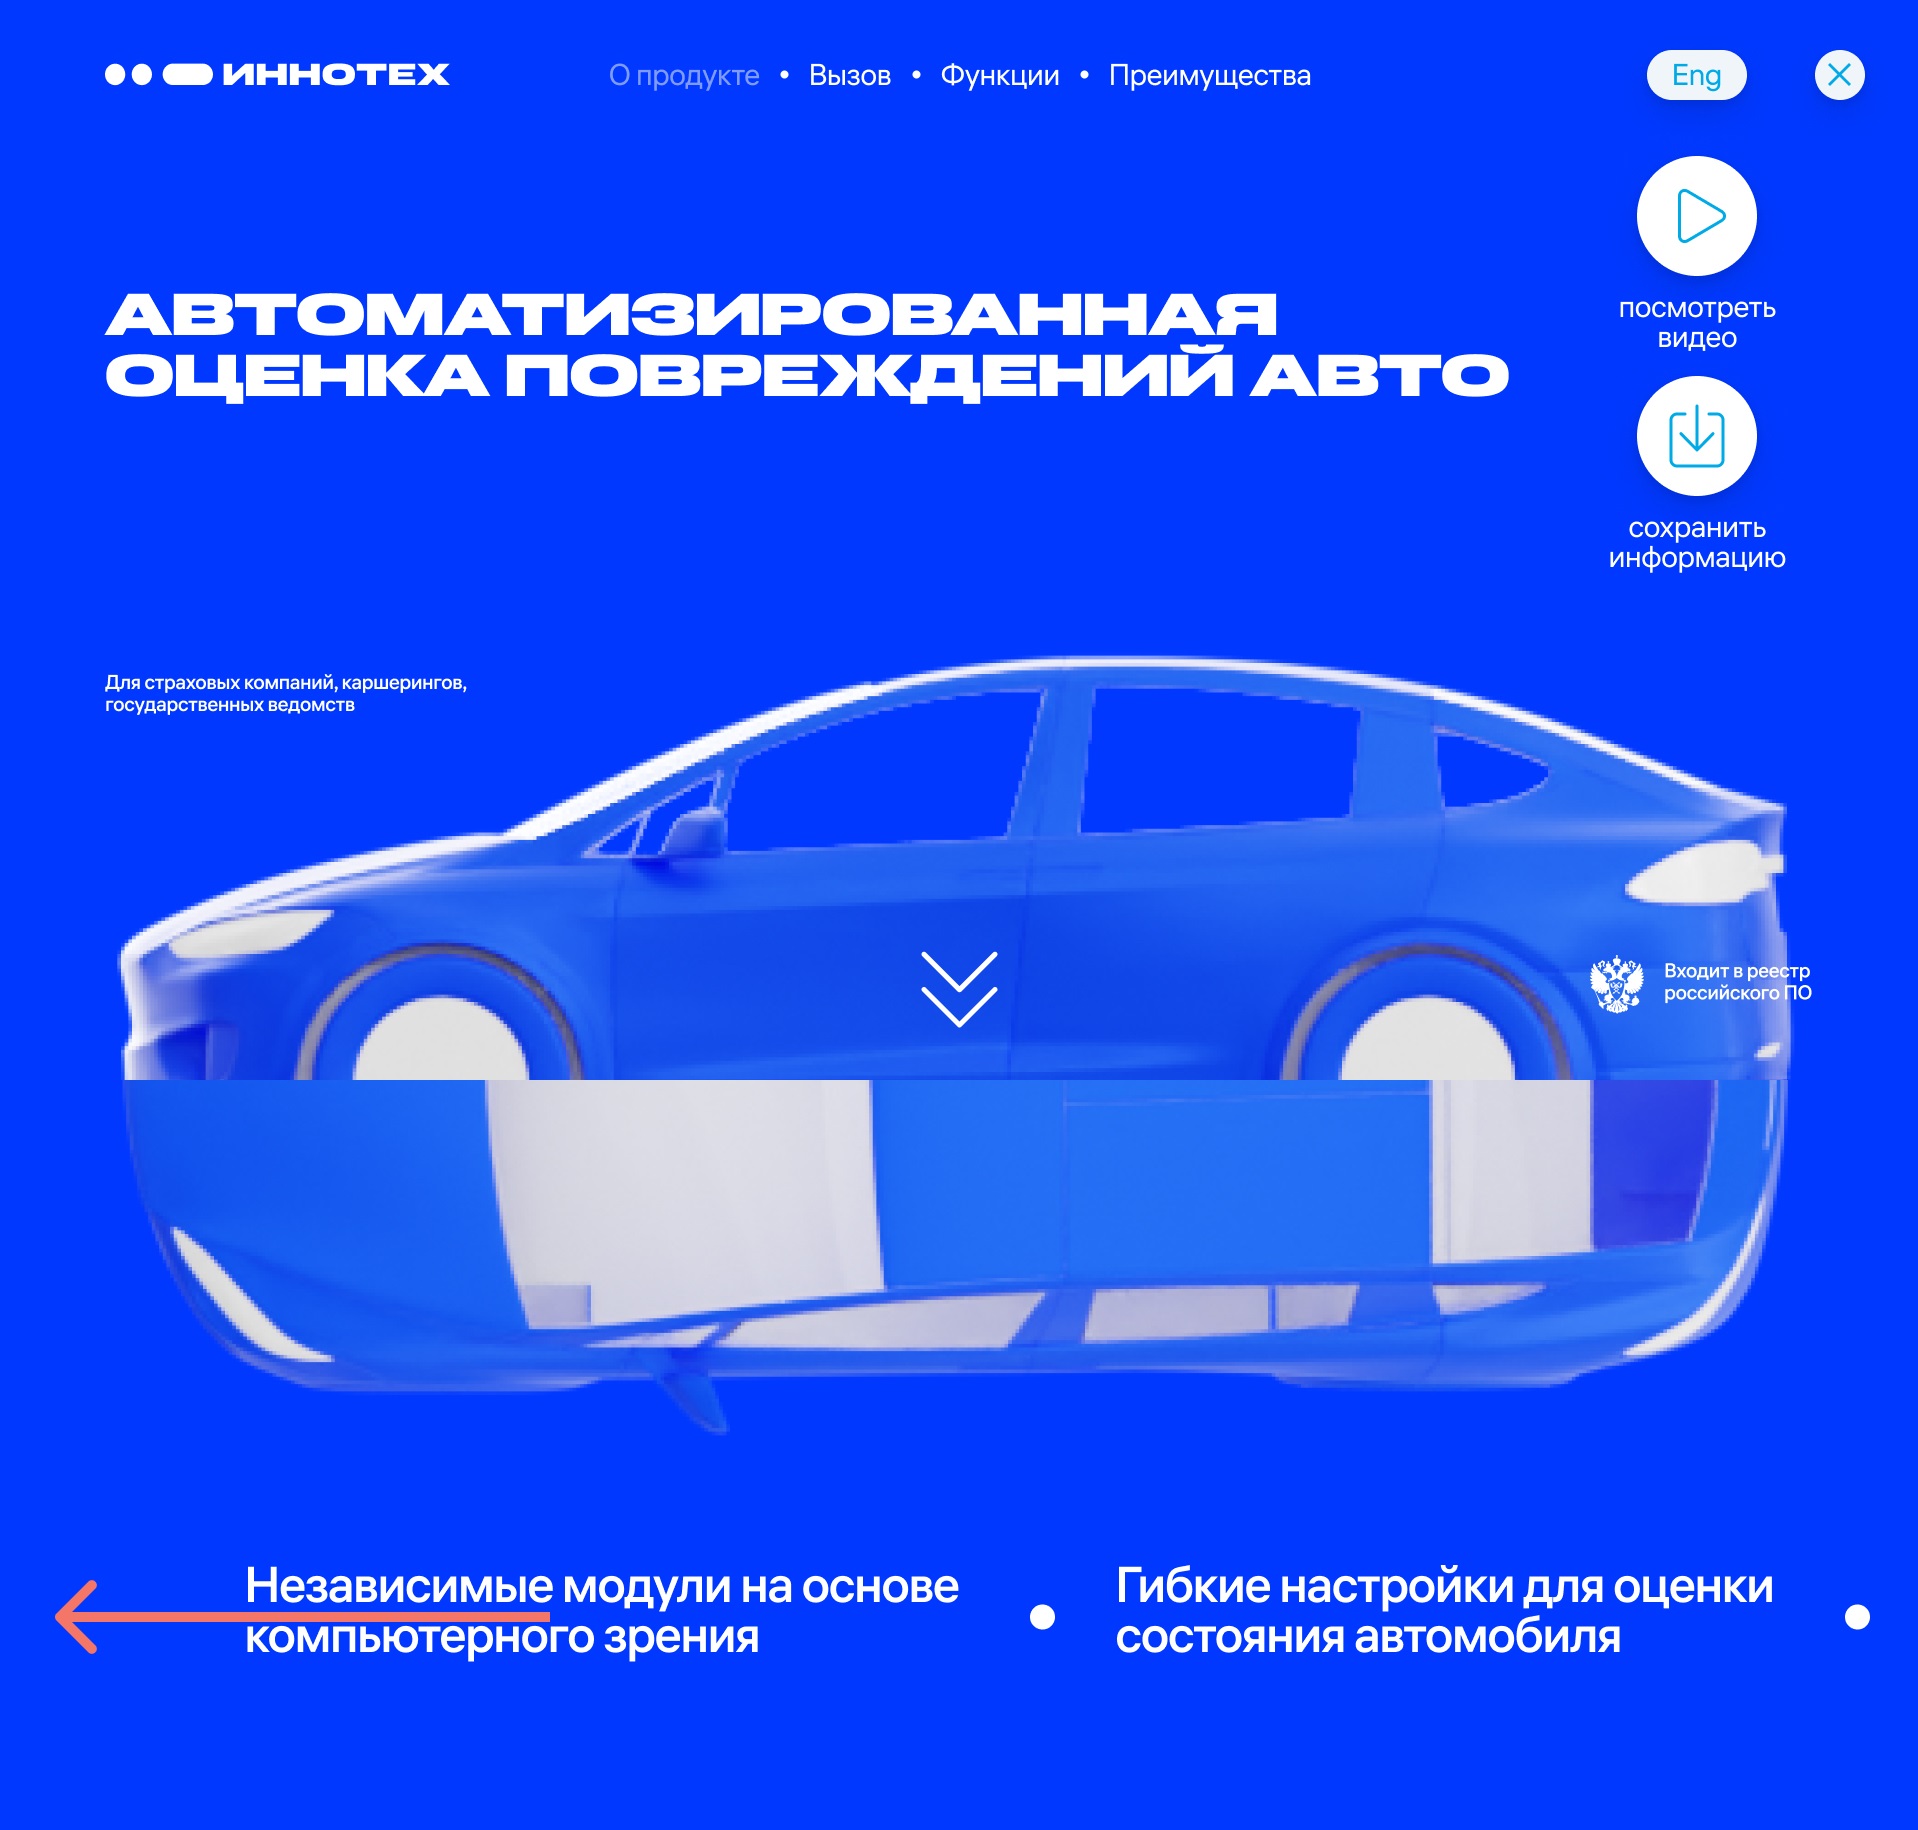 ИННОТЕХ
О продукте • Вызов • Функции • Преимущества
Eng
посмотреть
видео
АВТОМАТИЗИРОВАННАЯ
ОЦЕНКА ПОВРЕЖДЕНИЙ АВТО
сохранить
информацию
Для страховых компаний, каршерингов,
государственных ведомств
Входит в реестр
российского ПО
Независимые модули на основе
компьютерного зрения
Гибкие настройки для оценки
состояния автомобиля